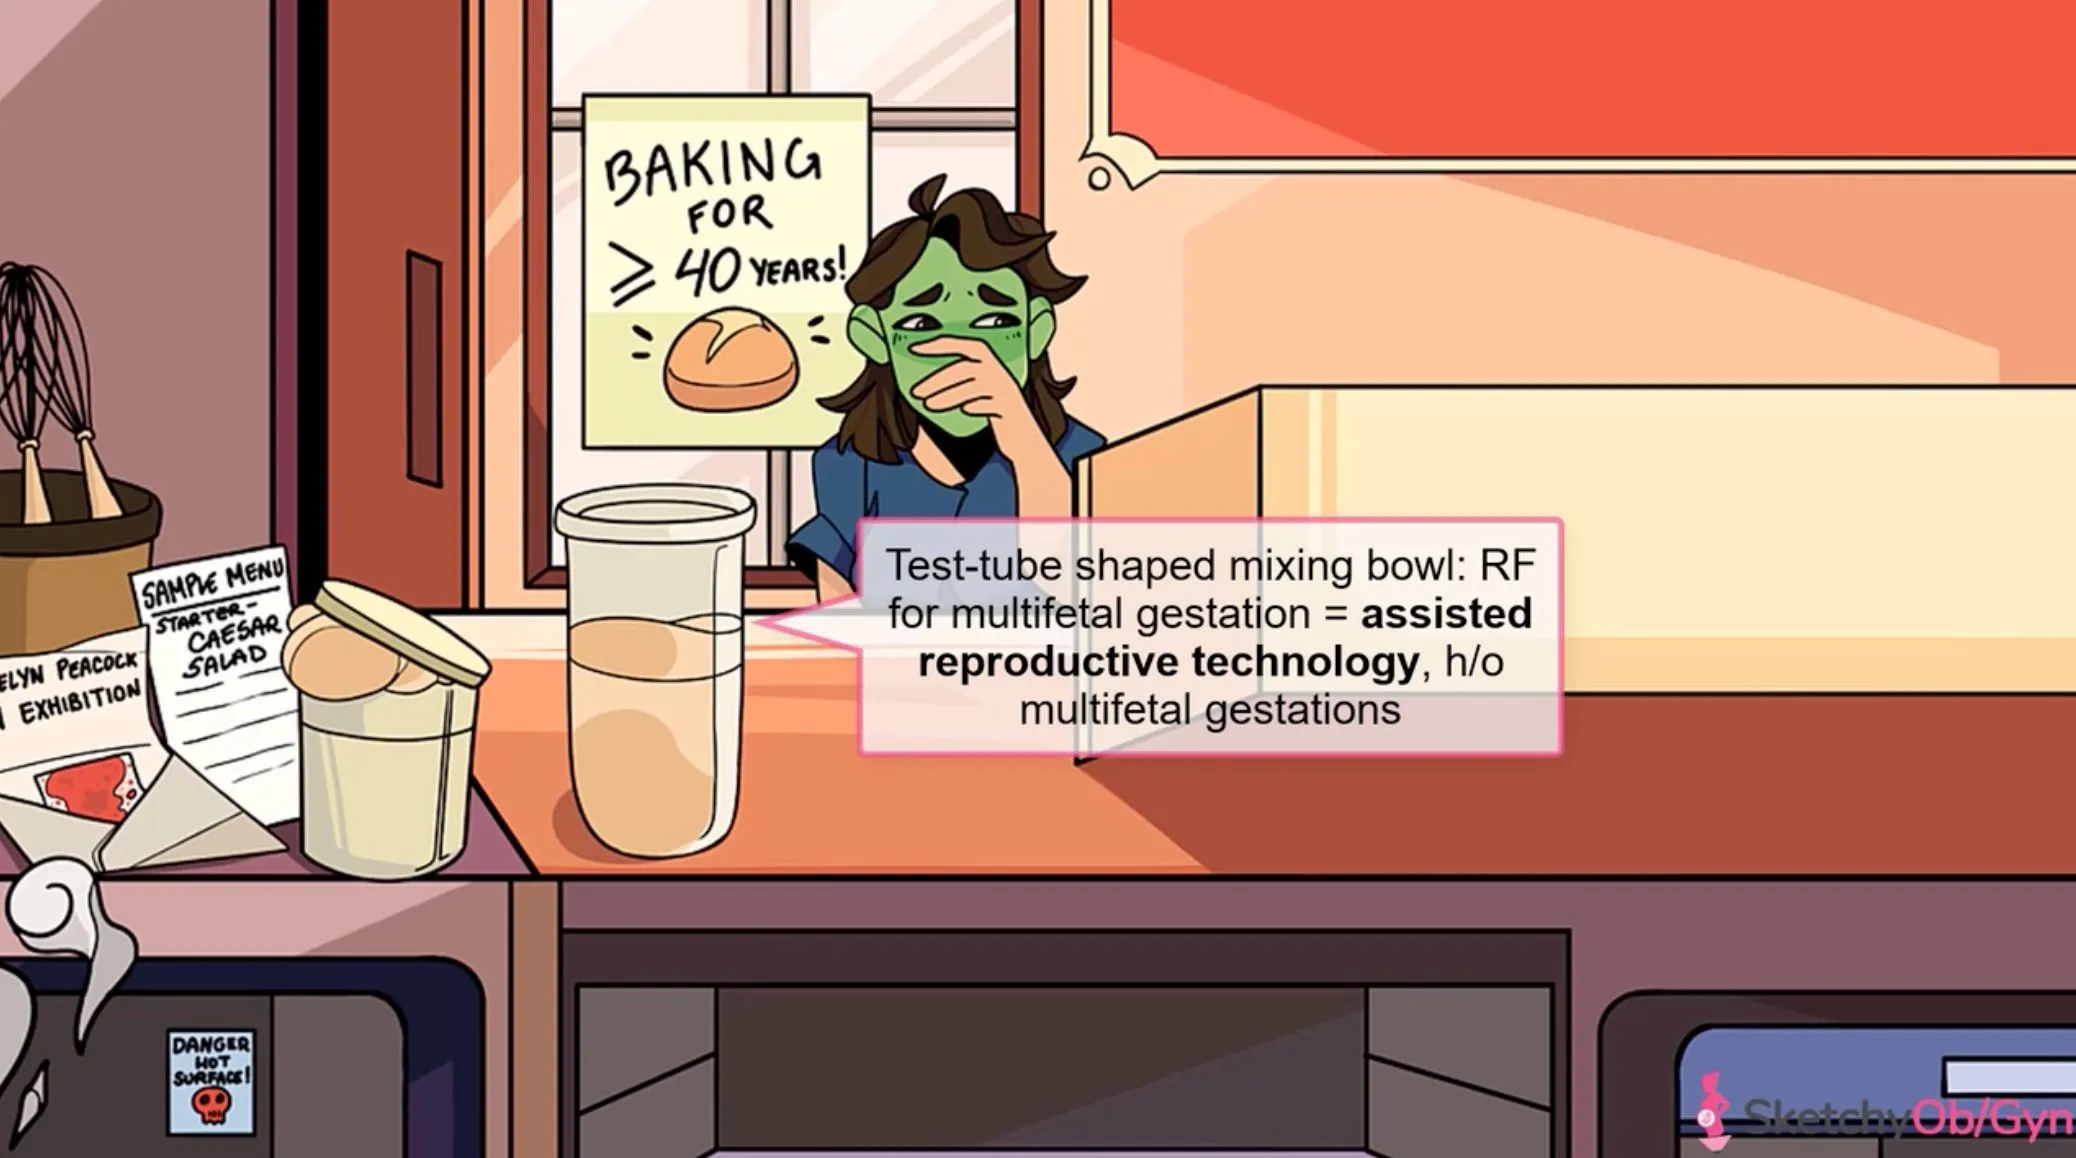 BAKING
FOR
≥ 40 YEARS!
SAMPLE MENU
STARTER-
CAESAR
SALAD
ELYN PEACOCK
EXHIBITION
Test-tube shaped mixing bowl: RF
for multifetal gestation = assisted
reproductive technology, h/o
multifetal gestations
DANGER
HOT
SURFACE!
SketchyOb/Gyn